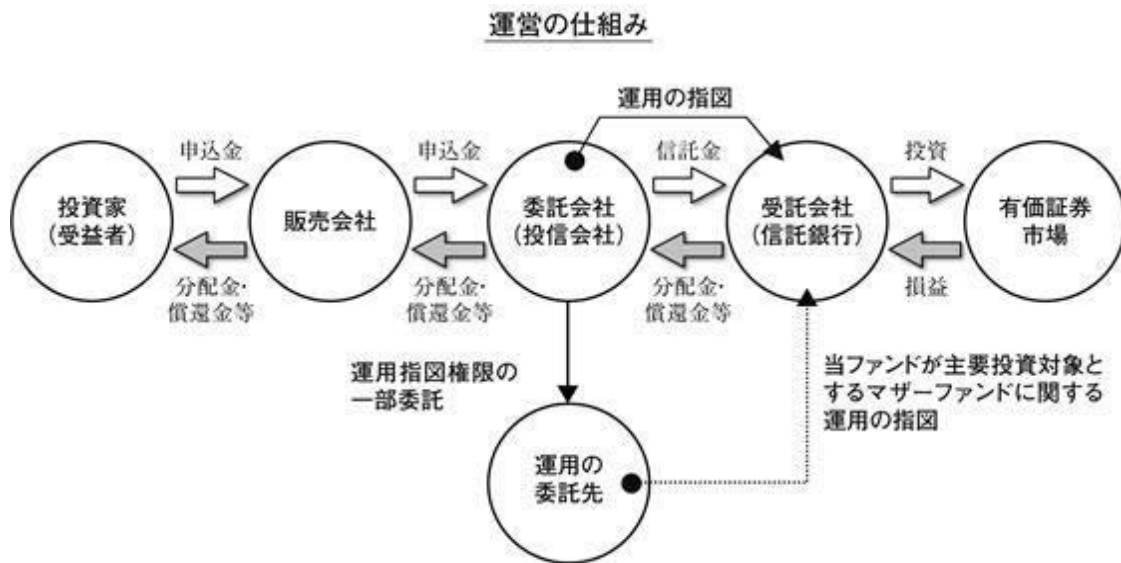 運営の仕組み
運用の指図
申込金
申込金
信託金
投資
投資家
（受益者）
販売会社
委託会社
（投信会社）
受託会社
（信託銀行）
有価証券
市場
分配金・
償還金等
分配金・
償還金等
分配金・
償還金等
損益
運用指図権限の
一部委託
当ファンドが主要投資対象と
するマザーファンドに関する
運用の指図
運用の
委託先